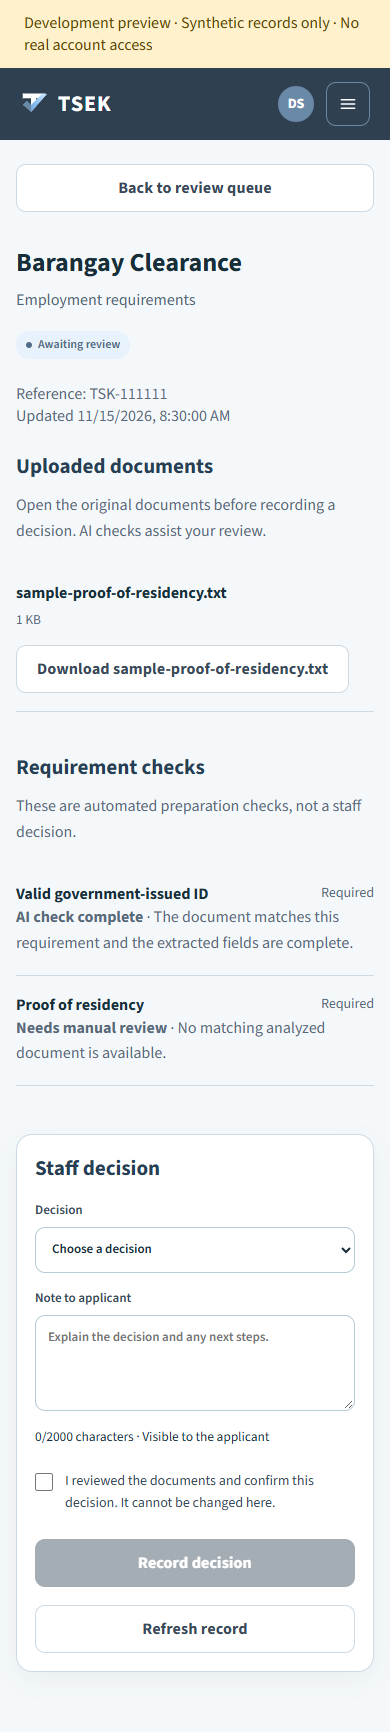 Development preview · Synthetic records only · No
real account access
TSEK
DS
Back to review queue
Barangay Clearance
Employment requirements
Awaiting review
Reference: TSK-111111
Updated 11/15/2026, 8:30:00 AM
Uploaded documents
Open the original documents before recording a
decision. AI checks assist your review.
sample-proof-of-residency.txt
1 KB
Download sample-proof-of-residency.txt
Requirement checks
These are automated preparation checks, not a staff
decision.
Valid government-issued ID Required
AI check complete · The document matches this
requirement and the extracted fields are complete.
Proof of residency Required
Needs manual review · No matching analyzed
document is available.
Staff decision
Decision
Choose a decision
Note to applicant
Explain the decision and any next steps.
0/2000 characters · Visible to the applicant
I reviewed the documents and confirm this
decision. It cannot be changed here.
Record decision
Refresh record